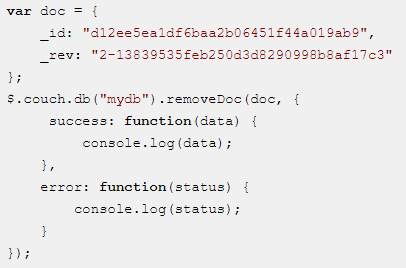 var doc = {
    _id: "d12ee5ea1df6baa2b06451f44a019ab9",
    _rev: "2-13839535feb250d3d8290998b8af17c3"
};
$.couch.db("mydb").removeDoc(doc, {
     success: function(data) {
         console.log(data);
    },
    error: function(status) {
        console.log(status);
    }
});